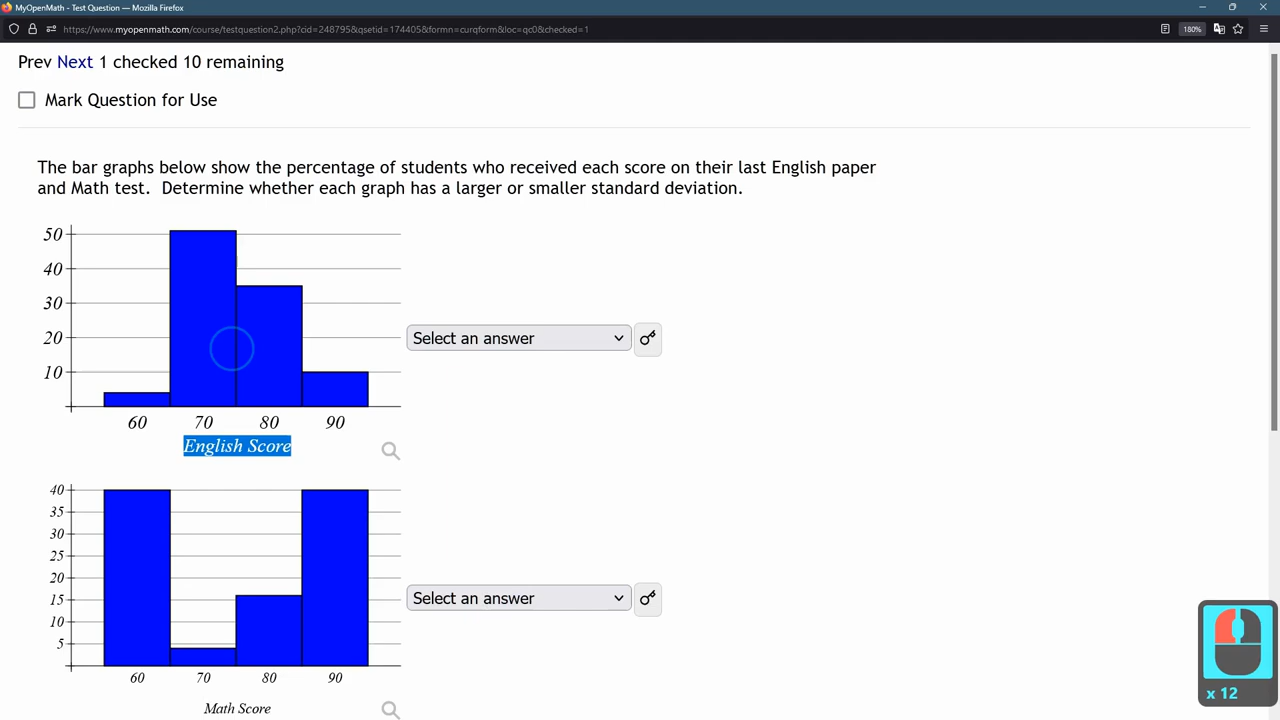 MyOpenMath - Test Question — Mozilla Firefox
https://www.myopenmath.com/course/testquestion2.php?cid=248795&qsetid=174405&formn=curqform&loc=qc0&checked=1
180%
Prev Next 1 checked 10 remaining
Mark Question for Use
The bar graphs below show the percentage of students who received each score on their last English paper
and Math test. Determine whether each graph has a larger or smaller standard deviation.
50
40
30
20
10
60 70 80 90
English Score
Select an answer
40
35
30
25
20
15
10
5
60 70 80 90
Math Score
Select an answer
x 12